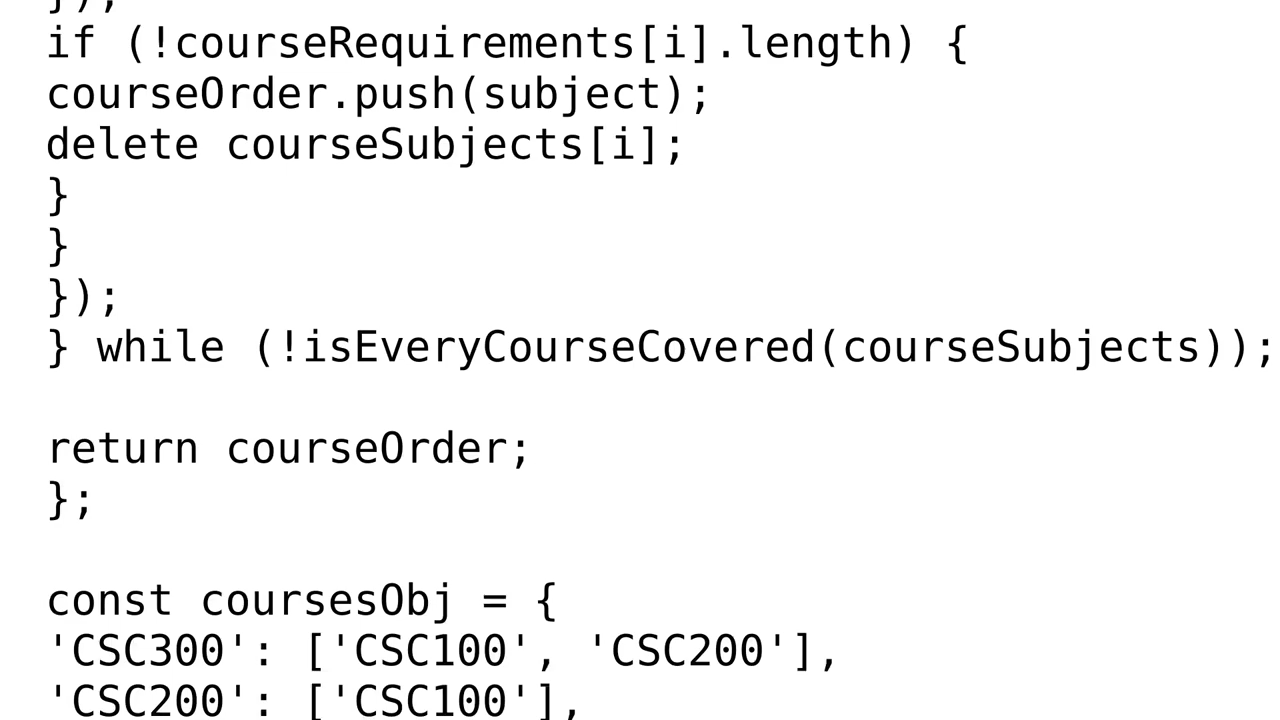 });
if (!courseRequirements[i].length) {
courseOrder.push(subject);
delete courseSubjects[i];
}
}
});
} while (!isEveryCourseCovered(courseSubjects));
return courseOrder;
};
const coursesObj = {
'CSC300': ['CSC100', 'CSC200'],
'CSC200': ['CSC100'],